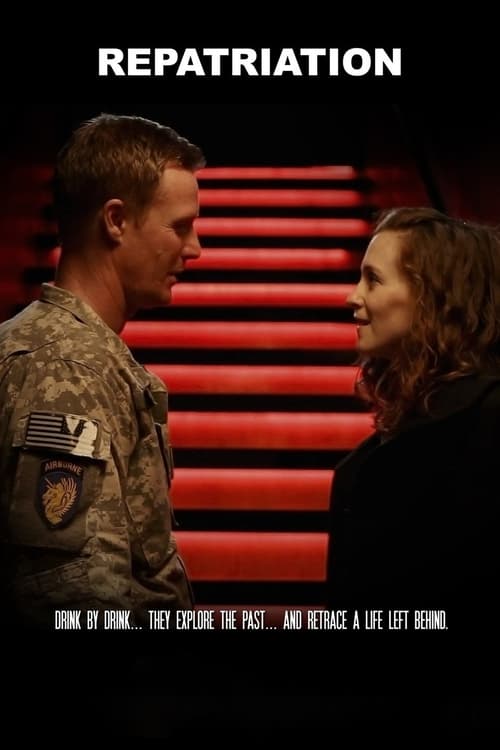 REPATRIATION
AIRBORNE
DRINK BY DRINK... THEY EXPLORE THE PAST... AND RETRACE A LIFE LEFT BEHIND.